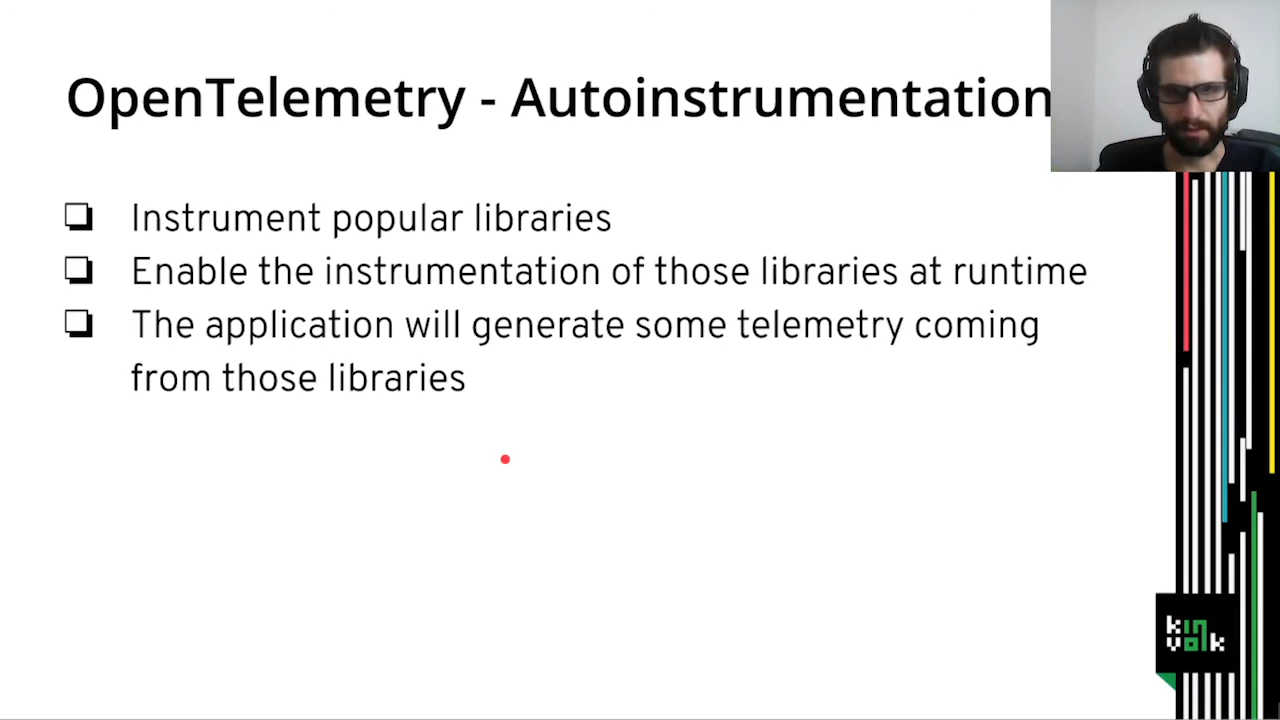 OpenTelemetry - Autoinstrumentation
Instrument popular libraries
Enable the instrumentation of those libraries at runtime
The application will generate some telemetry coming
from those libraries
kin
volk